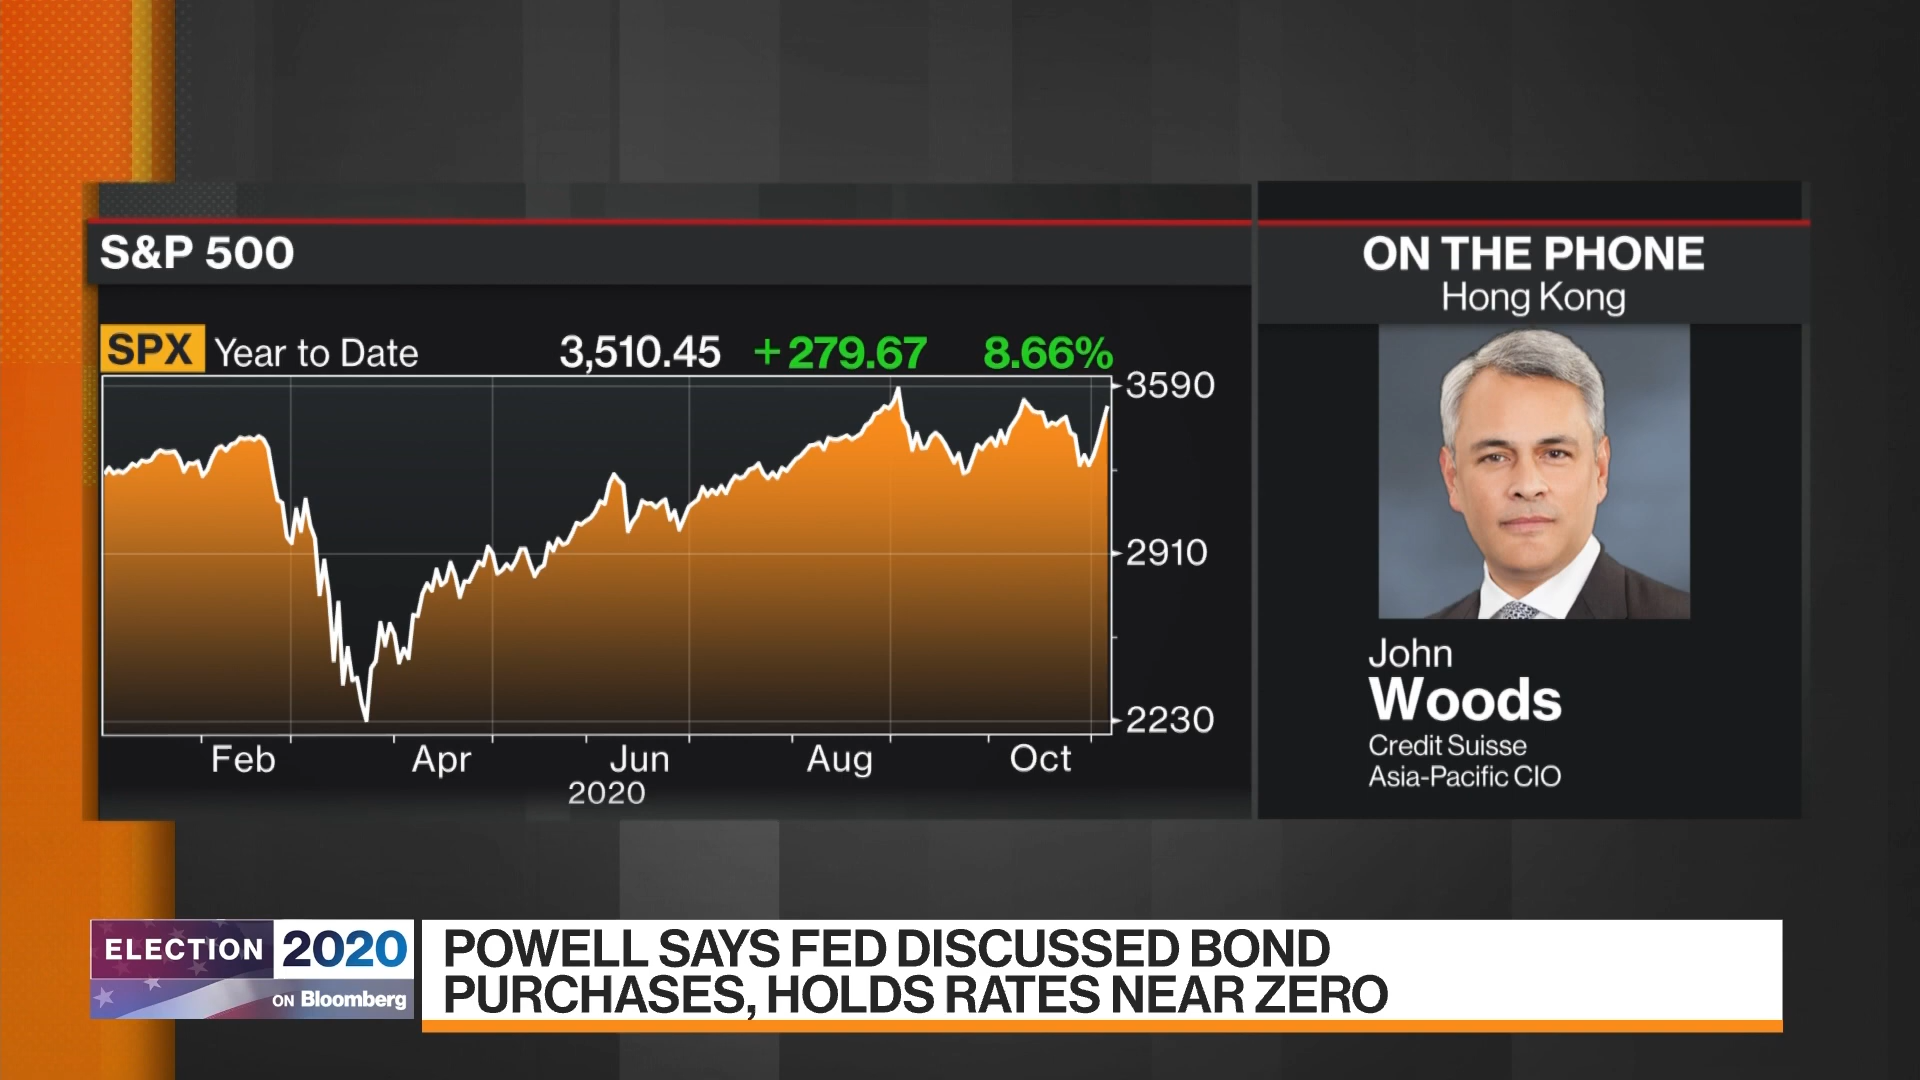 S&P 500
SPX Year to Date 3,510.45 +279.67 8.66%
3590
2910
2230
Feb Apr Jun Aug Oct
2020
ON THE PHONE
Hong Kong
John
Woods
Credit Suisse
Asia-Pacific CIO
ELECTION 2020
ON Bloomberg
POWELL SAYS FED DISCUSSED BOND
PURCHASES, HOLDS RATES NEAR ZERO